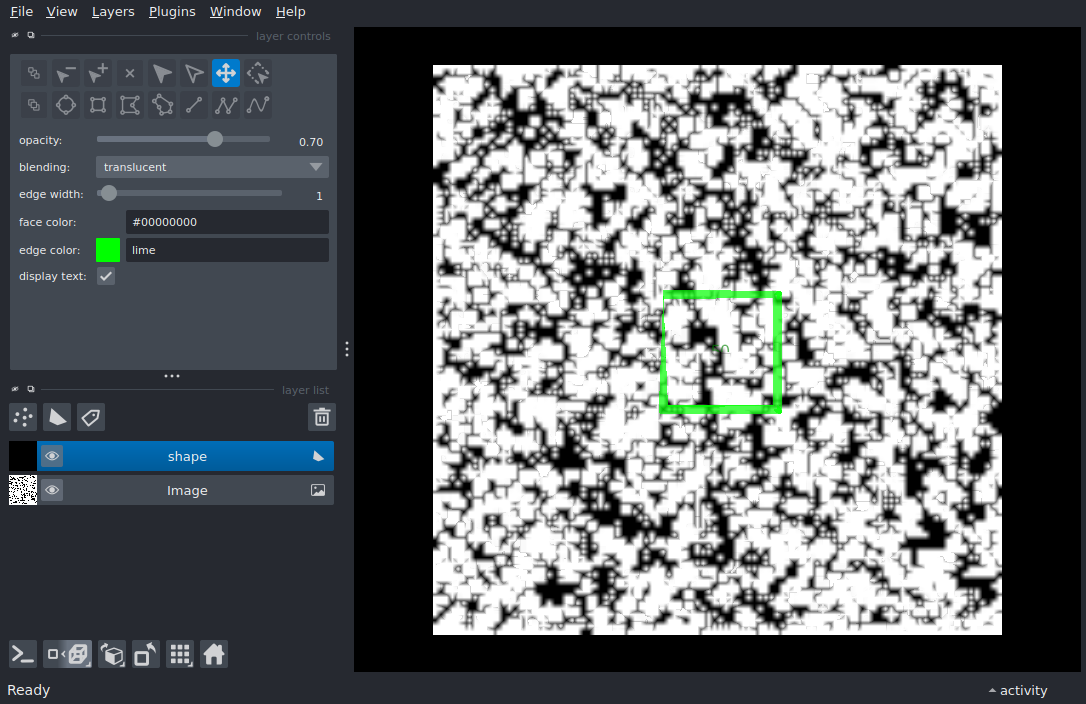 File View Layers Plugins Window Help
layer controls
opacity: 0.70
blending: translucent
edge width: 1
face color: #00000000
edge color: lime
display text:
layer list
shape
Image
Ready
activity